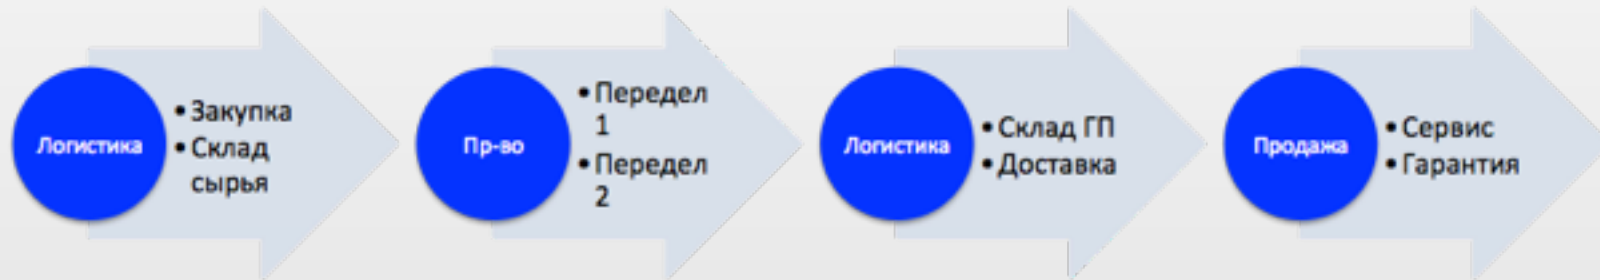 Логистика
• Закупка
• Склад
сырья
Пр-во
• Передел
1
• Передел
2
Логистика
• Склад ГП
• Доставка
Продажа
• Сервис
• Гарантия